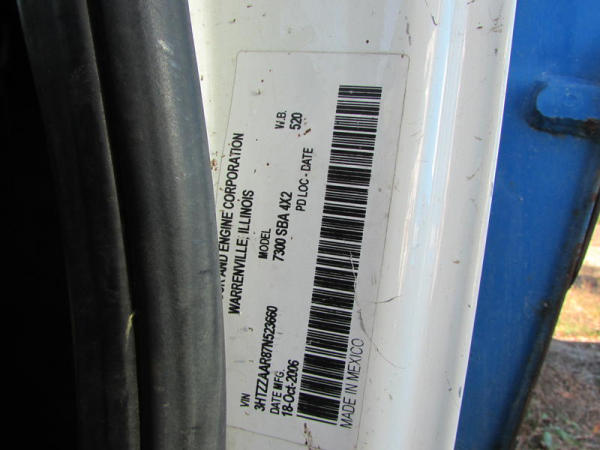 AND ENGINE CORPORATION
WARRENVILLE, ILLINOIS
VIN MODEL W.B.
3HTZZAAR87N523660 7300 SBA 4X2 520
DATE MFG. PD LOC - DATE
18-Oct-2006
MADE IN MEXICO